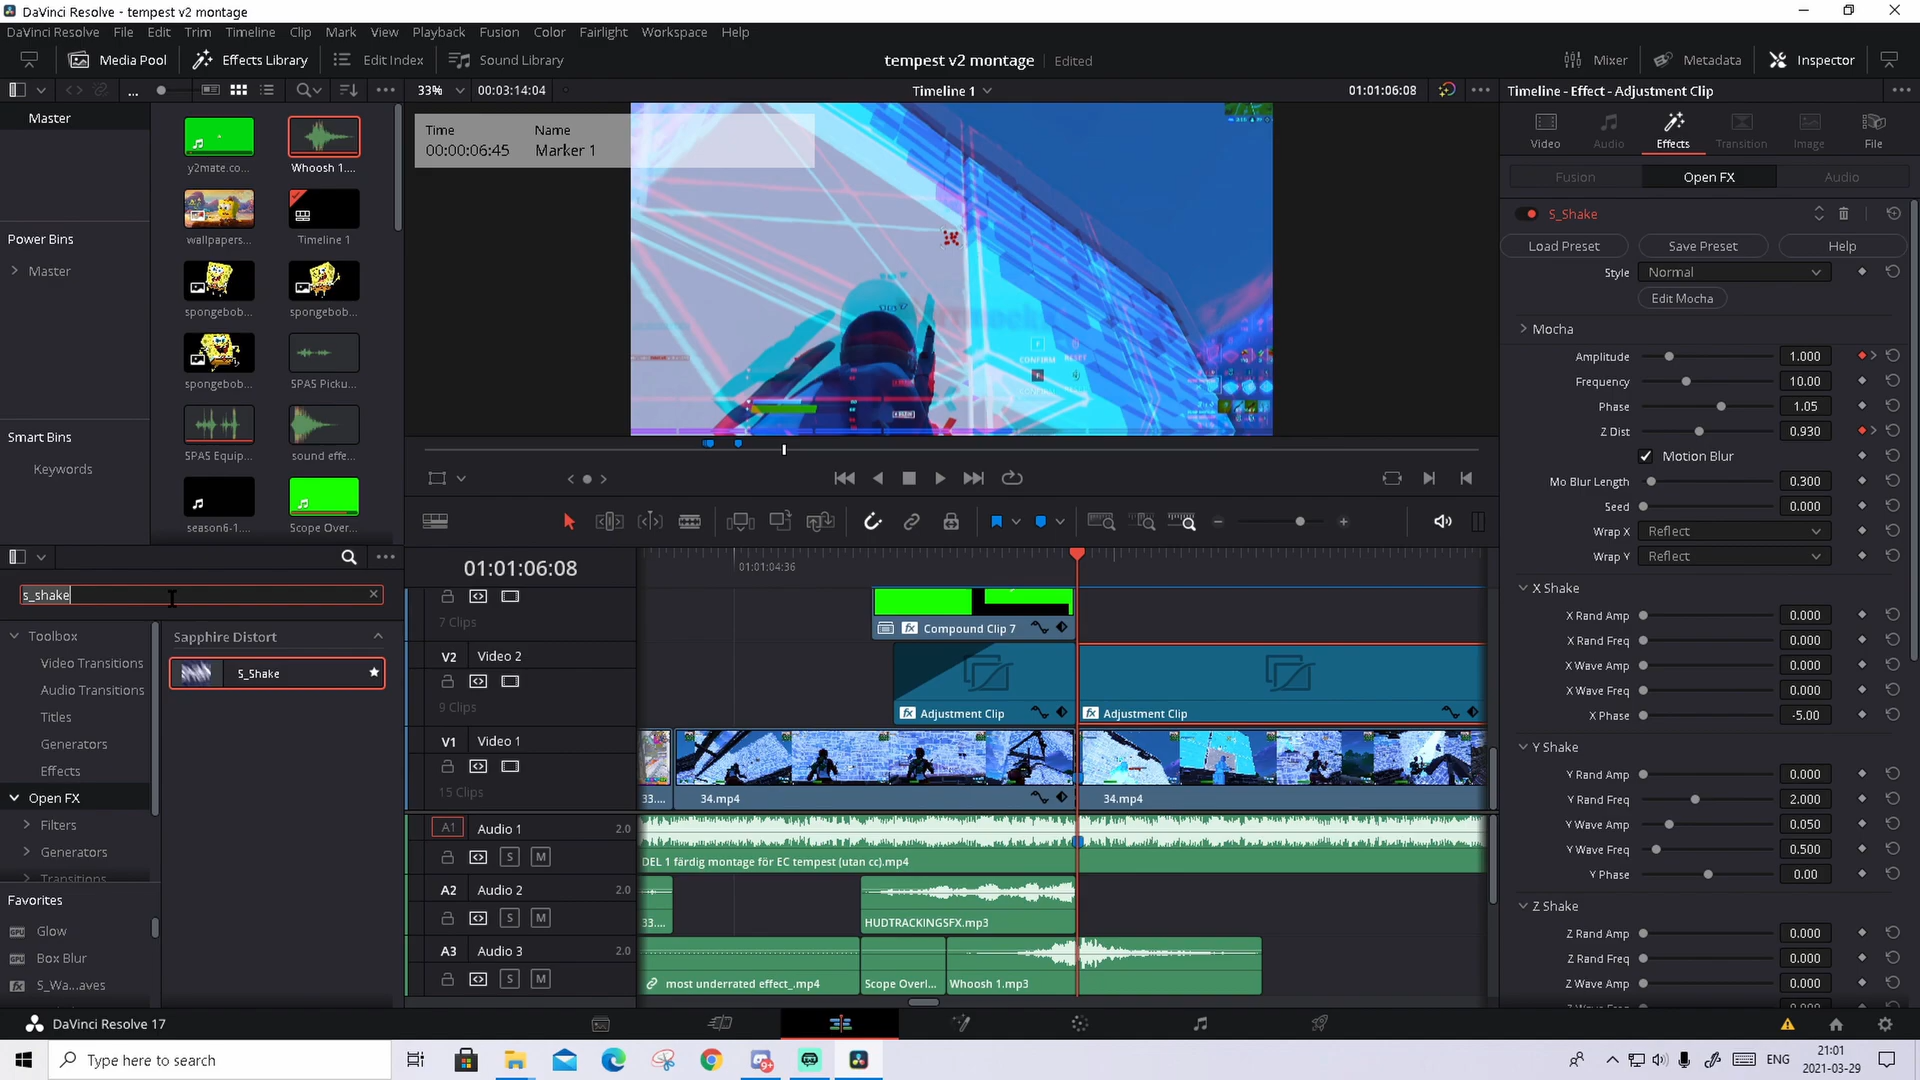 DaVinci Resolve - tempest v2 montage
DaVinci Resolve File Edit Trim Timeline Clip Mark View Playback Fusion Color Fairlight Workspace Help
Media Pool Effects Library Edit Index Sound Library tempest v2 montage Edited Mixer Metadata Inspector
... 33% 00:03:14:04 Timeline 1 01:01:06:08 Timeline - Effect - Adjustment Clip
Master
Power Bins
Master
Smart Bins
Keywords
y2mate.co... Whoosh 1....
wallpapers... Timeline 1
spongebob... spongebob...
spongebob... SPAS Picku...
SPAS Equip... sound effe...
season6-1.... Scope Over...
Time Name
00:00:06:45 Marker 1
CONFIRM RESET
Video Audio Effects Transition Image File
Fusion Open FX Audio
S_Shake
Load Preset Save Preset Help
Style Normal
Edit Mocha
Mocha
Amplitude 1.000
Frequency 10.00
Phase 1.05
Z Dist 0.930
Motion Blur
Mo Blur Length 0.300
Seed 0.000
Wrap X Reflect
Wrap Y Reflect
X Shake
X Rand Amp 0.000
X Rand Freq 0.000
X Wave Amp 0.000
X Wave Freq 0.000
X Phase -5.00
Y Shake
Y Rand Amp 0.000
Y Rand Freq 2.000
Y Wave Amp 0.050
Y Wave Freq 0.500
Y Phase 0.00
Z Shake
Z Rand Amp 0.000
Z Rand Freq 0.000
Z Wave Amp 0.000
s_shake
Toolbox
Video Transitions
Audio Transitions
Titles
Generators
Effects
Open FX
Filters
Generators
Transitions
Favorites
Glow
Box Blur
S_Wa...aves
Sapphire Distort
S_Shake
01:01:06:08 01:01:04:36
7 Clips Compound Clip 7
V2 Video 2
9 Clips Adjustment Clip Adjustment Clip
V1 Video 1
15 Clips 33.... 34.mp4 34.mp4
A1 Audio 1 2.0
S M DEL 1 färdig montage för EC tempest (utan cc).mp4
A2 Audio 2 2.0
S M 33.... HUDTRACKINGSFX.mp3
A3 Audio 3 2.0
S M most underrated effect_.mp4 Scope Overl... Whoosh 1.mp3
DaVinci Resolve 17
Type here to search
9+
ENG
21:01
2021-03-29